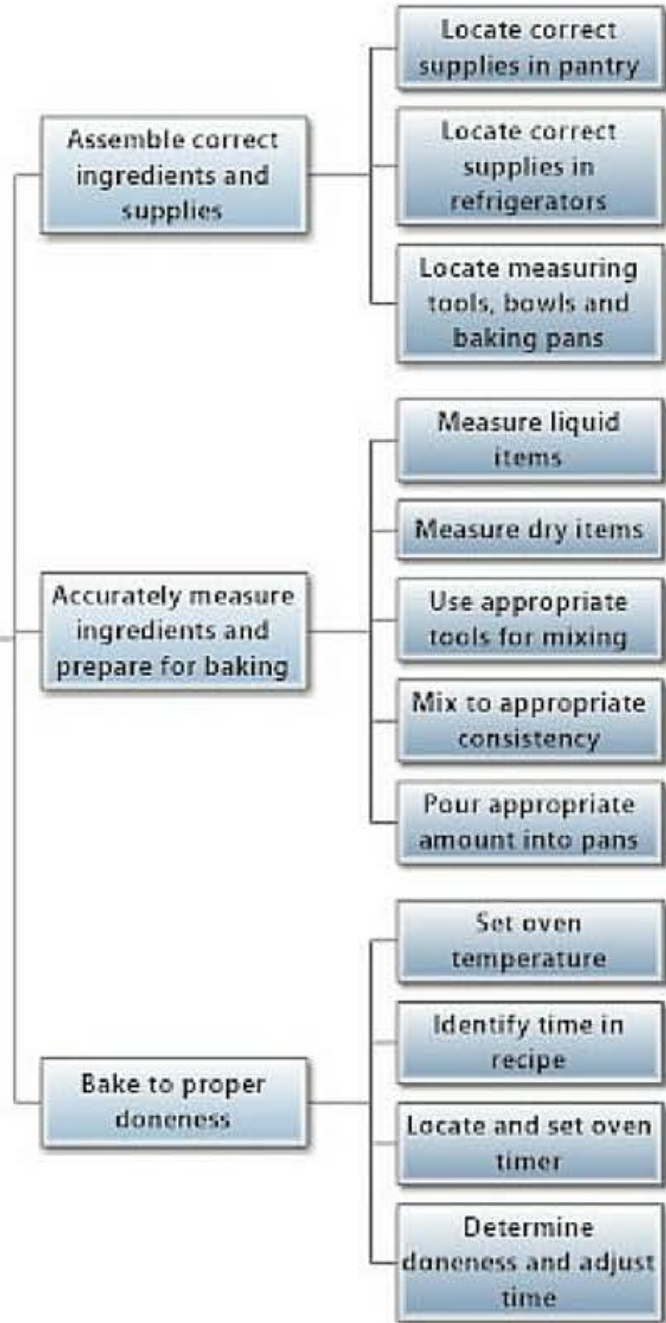 Assemble correct
ingredients and
supplies
Locate correct
supplies in pantry
Locate correct
supplies in
refrigerators
Locate measuring
tools, bowls and
baking pans
Accurately measure
ingredients and
prepare for baking
Measure liquid
items
Measure dry items
Use appropriate
tools for mixing
Mix to appropriate
consistency
Pour appropriate
amount into pans
Bake to proper
doneness
Set oven
temperature
Identify time in
recipe
Locate and set oven
timer
Determine
doneness and adjust
time